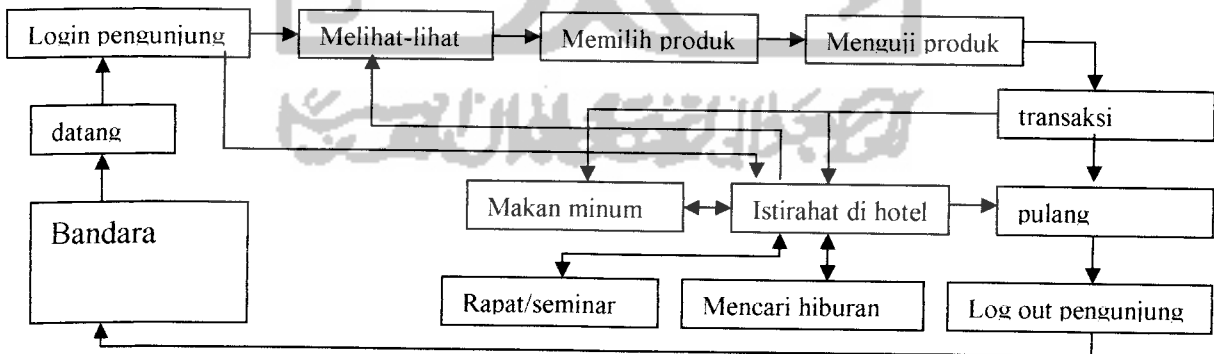 Login pengunjung
Melihat-lihat
Memilih produk
Menguji produk
datang
transaksi
Makan minum
Istirahat di hotel
pulang
Bandara
Rapat/seminar
Mencari hiburan
Log out pengunjung